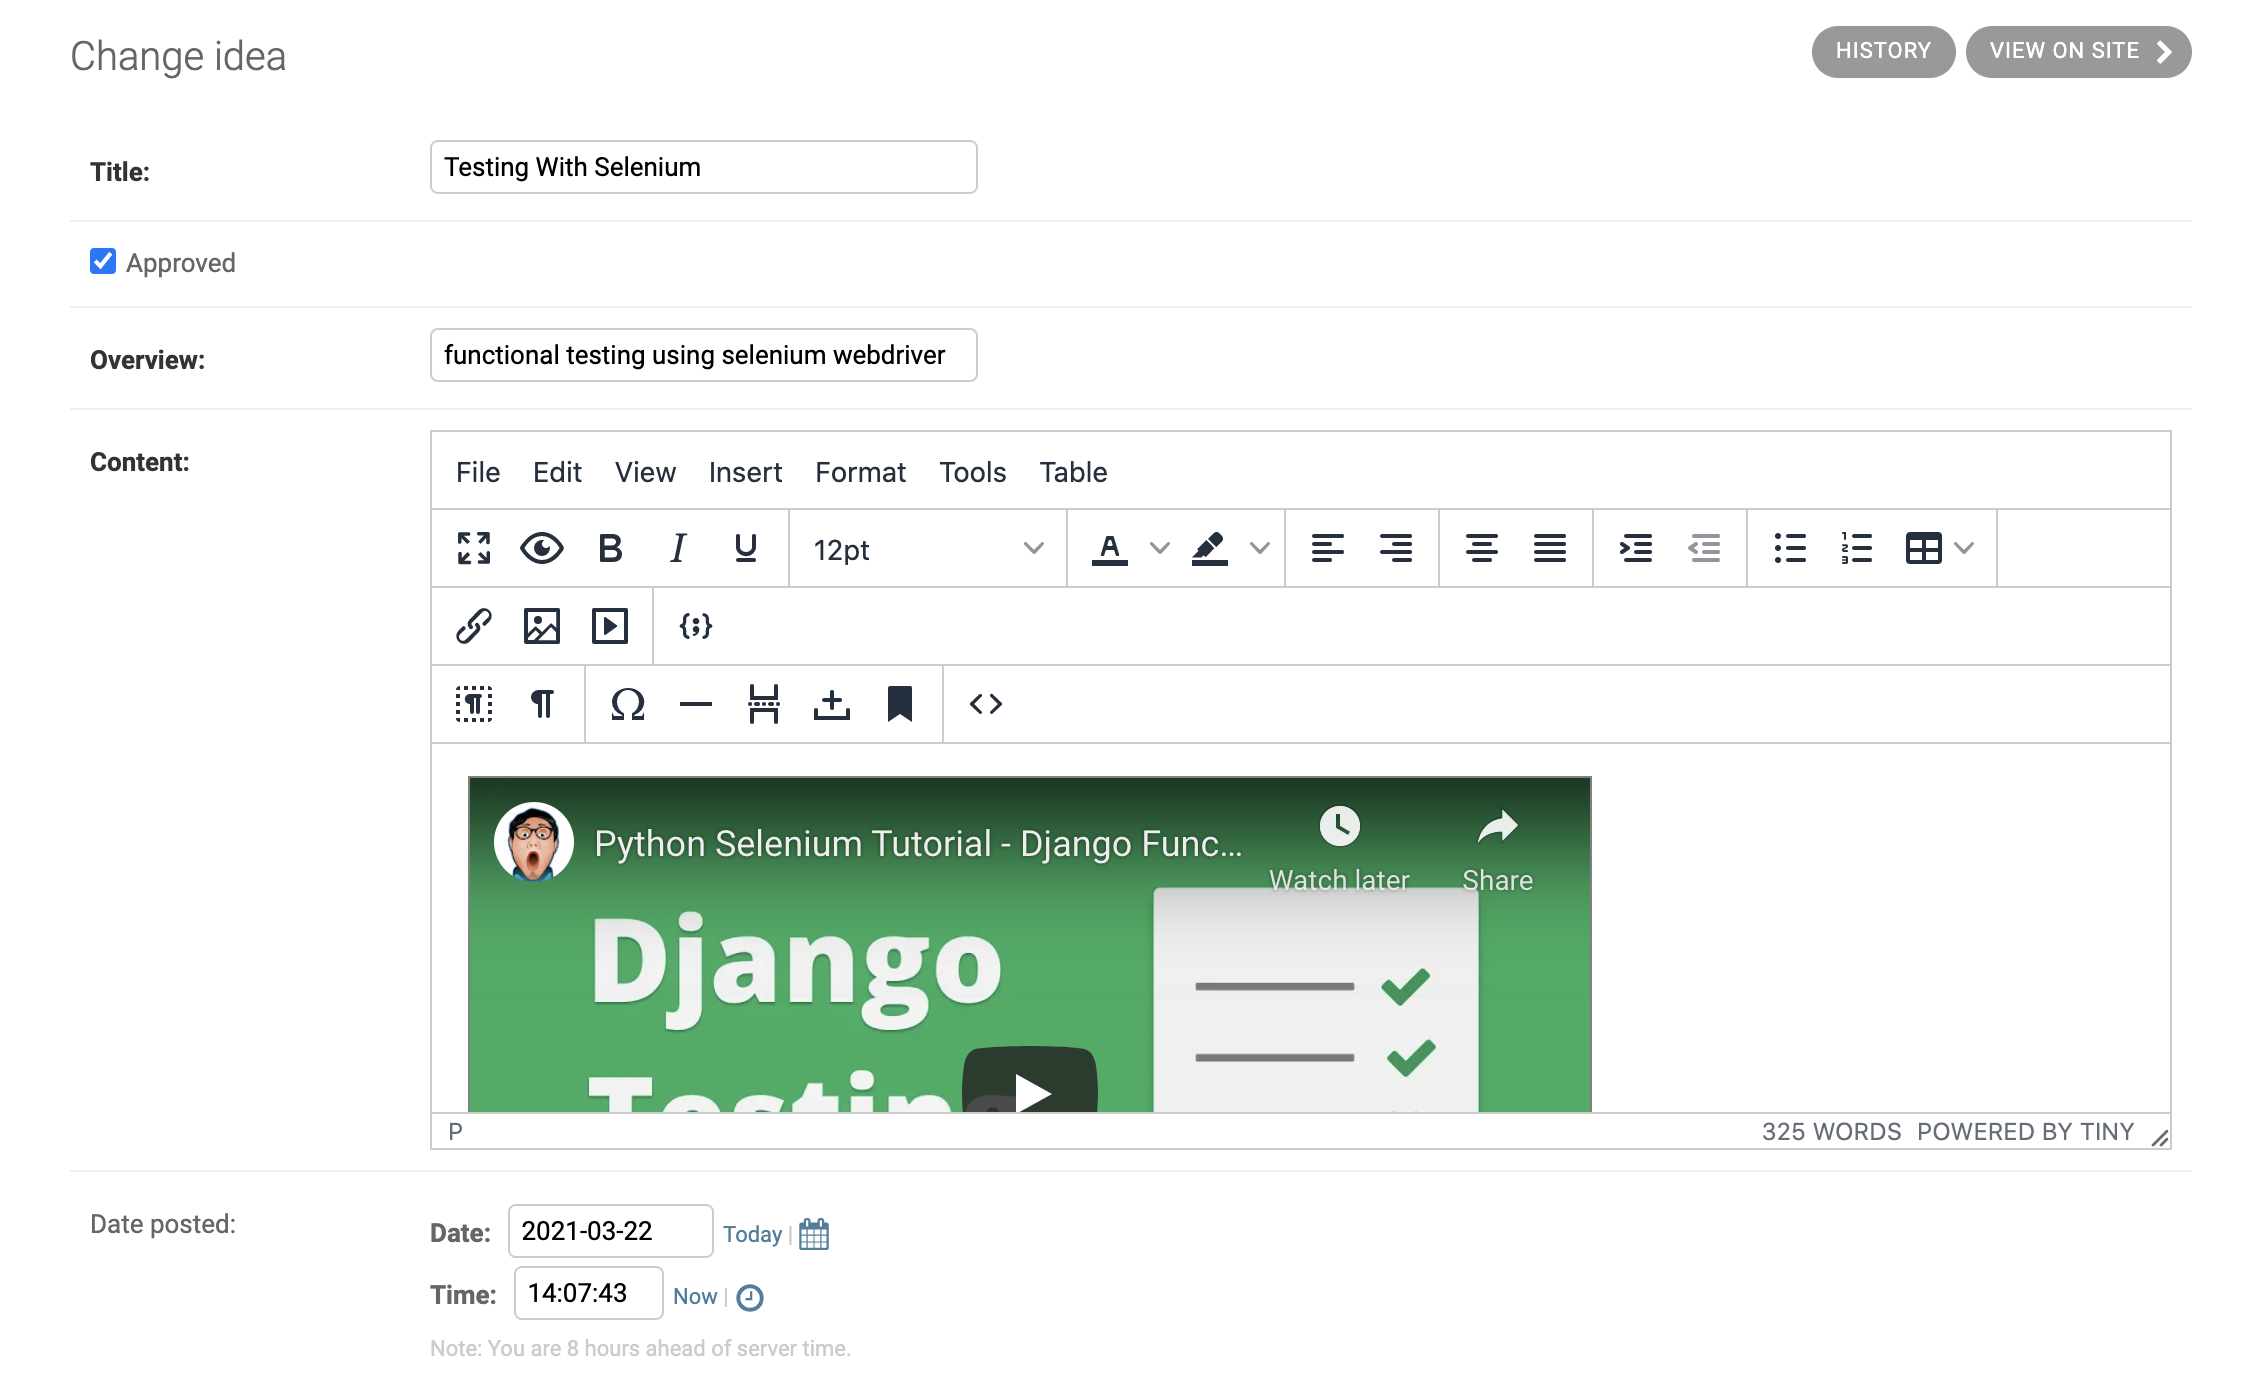 Change idea
HISTORY
VIEW ON SITE
Title:
Testing With Selenium
Approved
Overview:
functional testing using selenium webdriver
Content:
File Edit View Insert Format Tools Table
B I U 12pt A
{;}
¶ ¶ Ω <>
Python Selenium Tutorial - Django Func...
Watch later Share
Django
Testing
P
325 WORDS POWERED BY TINY
Date posted:
Date: 2021-03-22 Today |
Time: 14:07:43 Now |
Note: You are 8 hours ahead of server time.